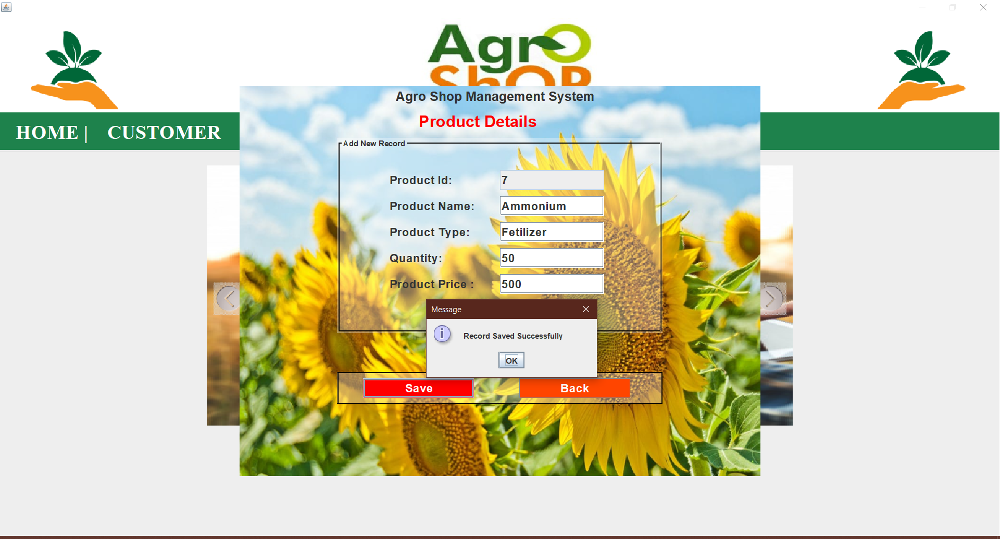 Agro
ShOP
Agro Shop Management System
Product Details
HOME | CUSTOMER
Add New Record
Product Id: 7
Product Name: Ammonium
Product Type: Fetilizer
Quantity: 50
Product Price : 500
Message
Record Saved Successfully
OK
Save Back